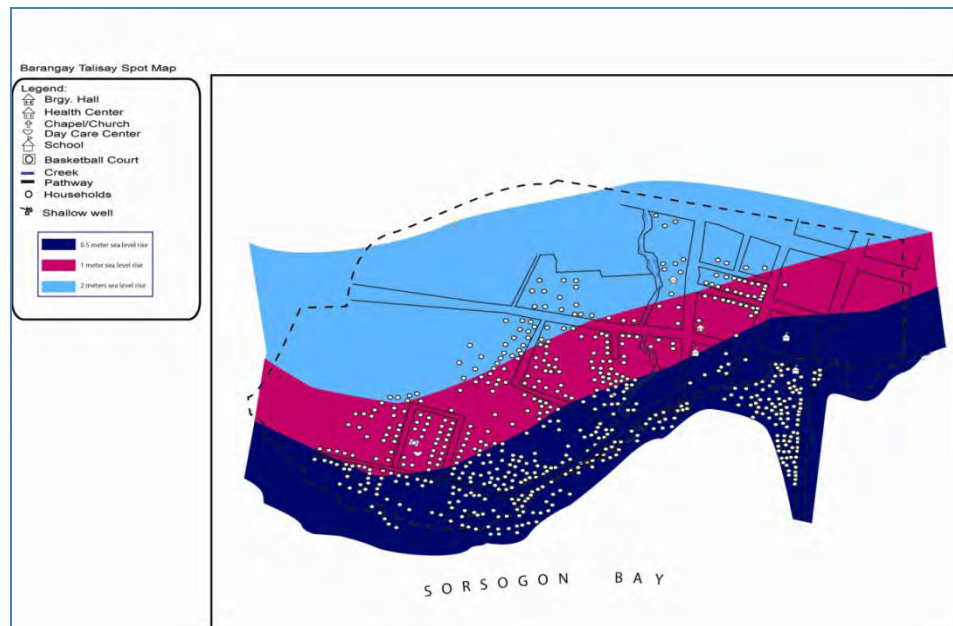 Barangay Talisay Spot Map
Legend:
Brgy. Hall
Health Center
Chapel/Church
Day Care Center
School
Basketball Court
Creek
Pathway
Households
Shallow well
0.5 meter sea level rise
1 meter sea level rise
2 meters sea level rise
SORSOGON BAY